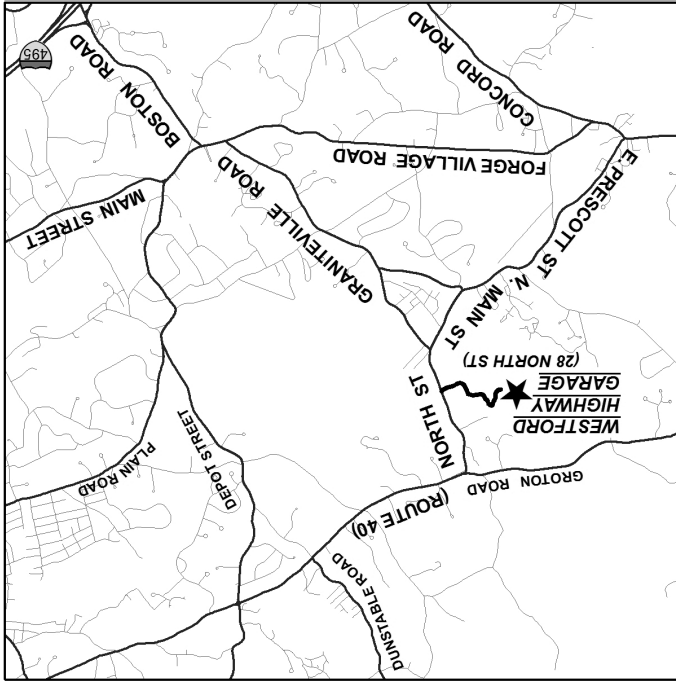 DUNSTABLE ROAD
GROTON ROAD
(ROUTE 40)
DEPOT STREET
PLAIN ROAD
WESTFORD
HIGHWAY
GARAGE
(28 NORTH ST)
NORTH ST
N. MAIN ST
E. PRESCOTT ST
GRANITEVILLE ROAD
MAIN STREET
FORGE VILLAGE ROAD
CONCORD ROAD
BOSTON ROAD
495